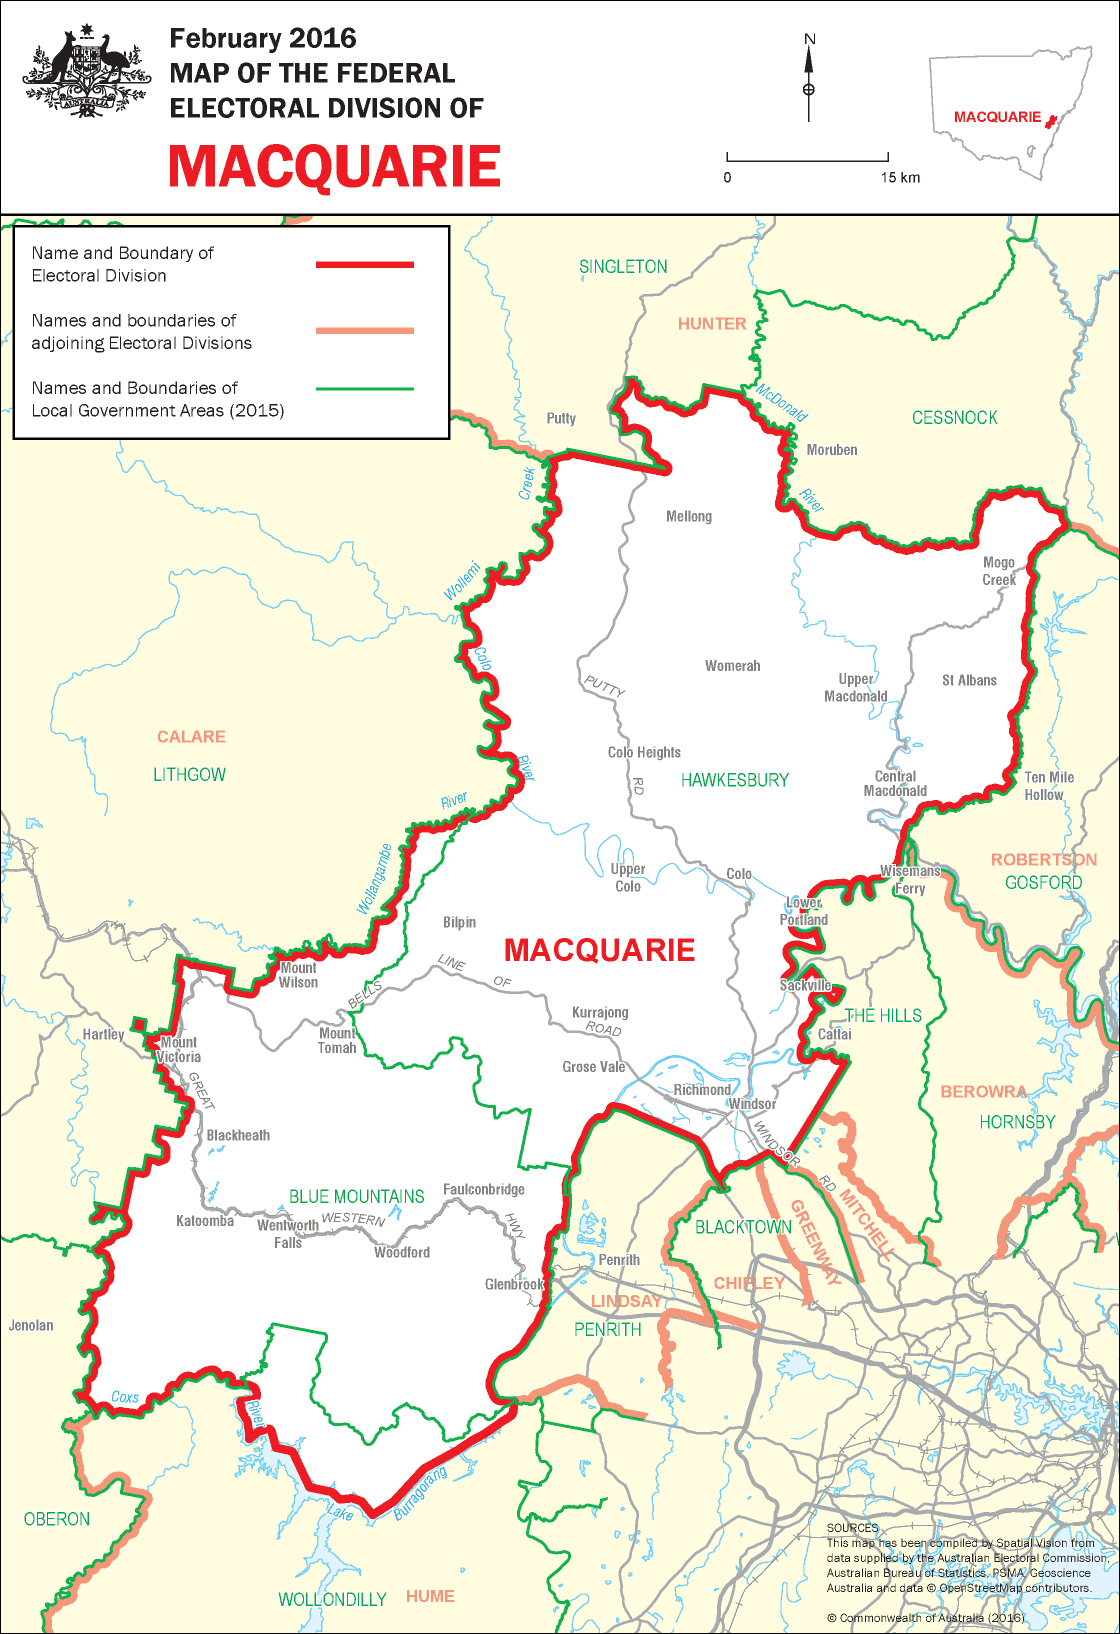 AUSTRALIA
February 2016
MAP OF THE FEDERAL
ELECTORAL DIVISION OF
MACQUARIE
N
0
15 km
MACQUARIE
Name and Boundary of
Electoral Division
Names and boundaries of
adjoining Electoral Divisions
Names and Boundaries of
Local Government Areas (2015)
SINGLETON
HUNTER
Putty
McDonald
CESSNOCK
Moruben
Creek
River
Mellong
Wollemi
Mogo
Creek
Colo
Womerah
PUTTY
Upper
Macdonald
St Albans
CALARE
LITHGOW
Colo Heights
River
RD
HAWKESBURY
Central
Macdonald
Ten Mile
Hollow
River
Wollangambe
ROBERTSON
GOSFORD
Wisemans
Ferry
Upper
Colo
Colo
Lower
Portland
Bilpin
MACQUARIE
LINE
OF
Mount
Wilson
BELLS
Sackville
Kurrajong
ROAD
THE HILLS
Cattai
Hartley
Mount
Victoria
Mount
Tomah
Grose Vale
GREAT
Richmond
Windsor
BEROWRA
HORNSBY
Blackheath
WINDSOR
RD
MITCHELL
BLUE MOUNTAINS
Faulconbridge
Katoomba
Wentworth
Falls
WESTERN
Woodford
HWY
BLACKTOWN
GREENWAY
Penrith
Glenbrook
CHIFLEY
LINDSAY
PENRITH
Jenolan
Coxs
River
Lake
Burragorang
OBERON
WOLLONDILLY
HUME
SOURCES
This map has been compiled by Spatial Vision from
data supplied by the Australian Electoral Commission,
Australian Bureau of Statistics, PSMA, Geoscience
Australia and data © OpenStreetMap contributors.
© Commonwealth of Australia (2016)